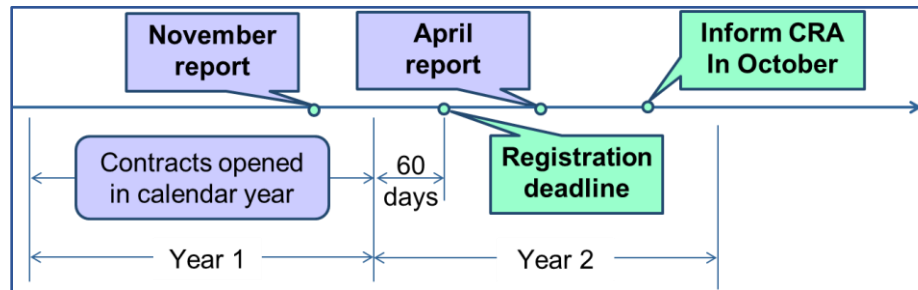 November
report
April
report
Inform CRA
In October
Contracts opened
in calendar year
60
days
Registration
deadline
Year 1
Year 2